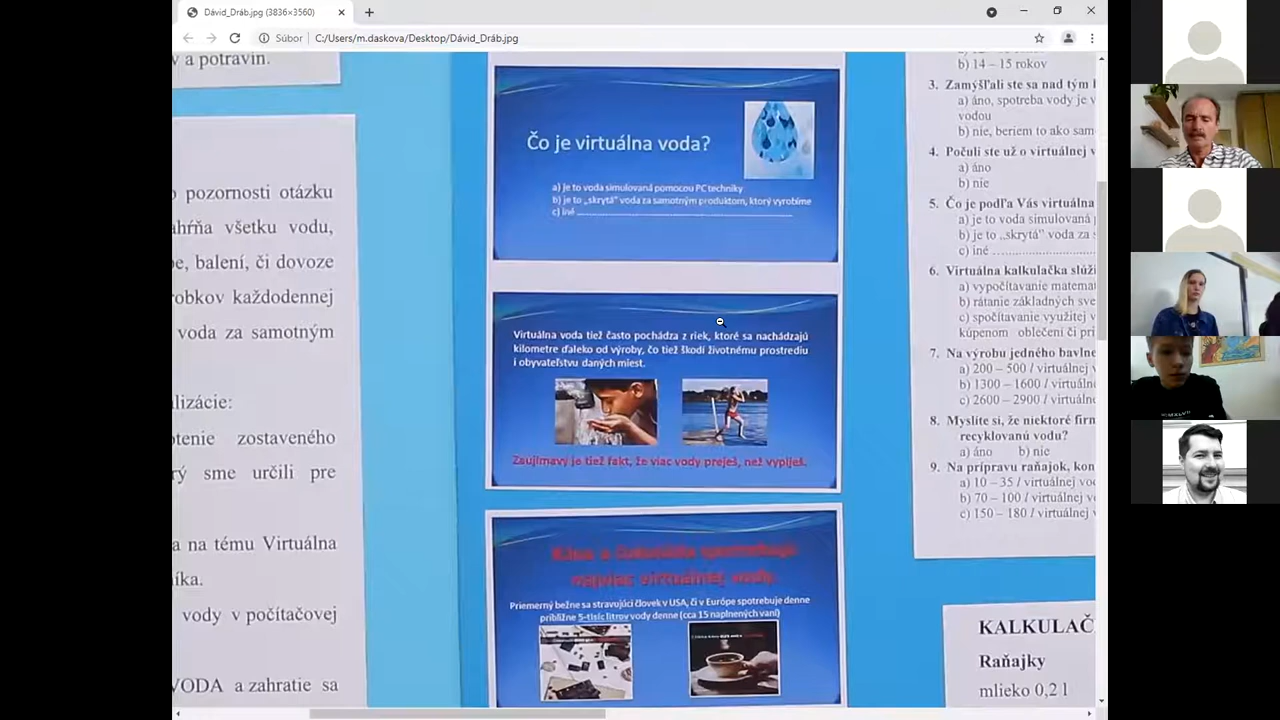 Dávid_Dráb.jpg (3836×3560)
Súbor
C:/Users/m.daskova/Desktop/Dávid_Dráb.jpg
v a potravín.
pozornosti otázku
všetku vodu,
balení, či dovoze
každodennej
voda za samotným
zostaveného
sme určili pre
a na tému Virtuálna
vody v počítačovej
VODA a zahratie sa
Čo je virtuálna voda?
a) je to voda simulovaná pomocou PC techniky
b) je to „skrytá" voda za samotným produktom, ktorý vyrobíme
c) iné
Virtuálna voda tiež často pochádza z riek, ktoré sa nachádzajú
kilometre ďaleko od výroby, čo tiež škodí životnému prostrediu
i obyvateľstvu daných miest.
Zaujímavý je tiež fakt, že viac vody preješ, než vypiješ.
virtuálnej vody.
Priemerný bežne sa stravujúci človek v USA, či v Európe spotrebuje denne
približne 5-tisíc litrov vody denne (cca 15 naplnených vaní)
b) 14 – 15 rokov
3. Zamýšľali ste sa nad tým
a) áno, spotreba vody je v
vodou
b) nie, beriem to ako sam
4. Počuli ste už o virtuálnej v
a) áno
b) nie
5. Čo je podľa Vás virtuálna
a) je to voda simulovaná
b) je to „skrytá" voda za s
c) iné
6. Virtuálna kalkulačka slúži
a) vypočítavanie matemat
b) rátanie základných sve
c) spočítavanie využitej v
kúpenom oblečení či pri
7. Na výrobu jedného bavlne
a) 200 – 500 l virtuálnej v
b) 1300 – 1600 l virtuálnej
c) 2600 – 2900 l virtuálne
8. Myslíte si, že niektoré firm
recyklovanú vodu?
a) áno b) nie
9. Na prípravu raňajok, kon
a) 10 – 35 l virtuálnej vo
b) 70 – 100 l virtuálnej v
c) 150 – 180 l virtuálnej
KALKULAČ
Raňajky
mlieko 0,2 l